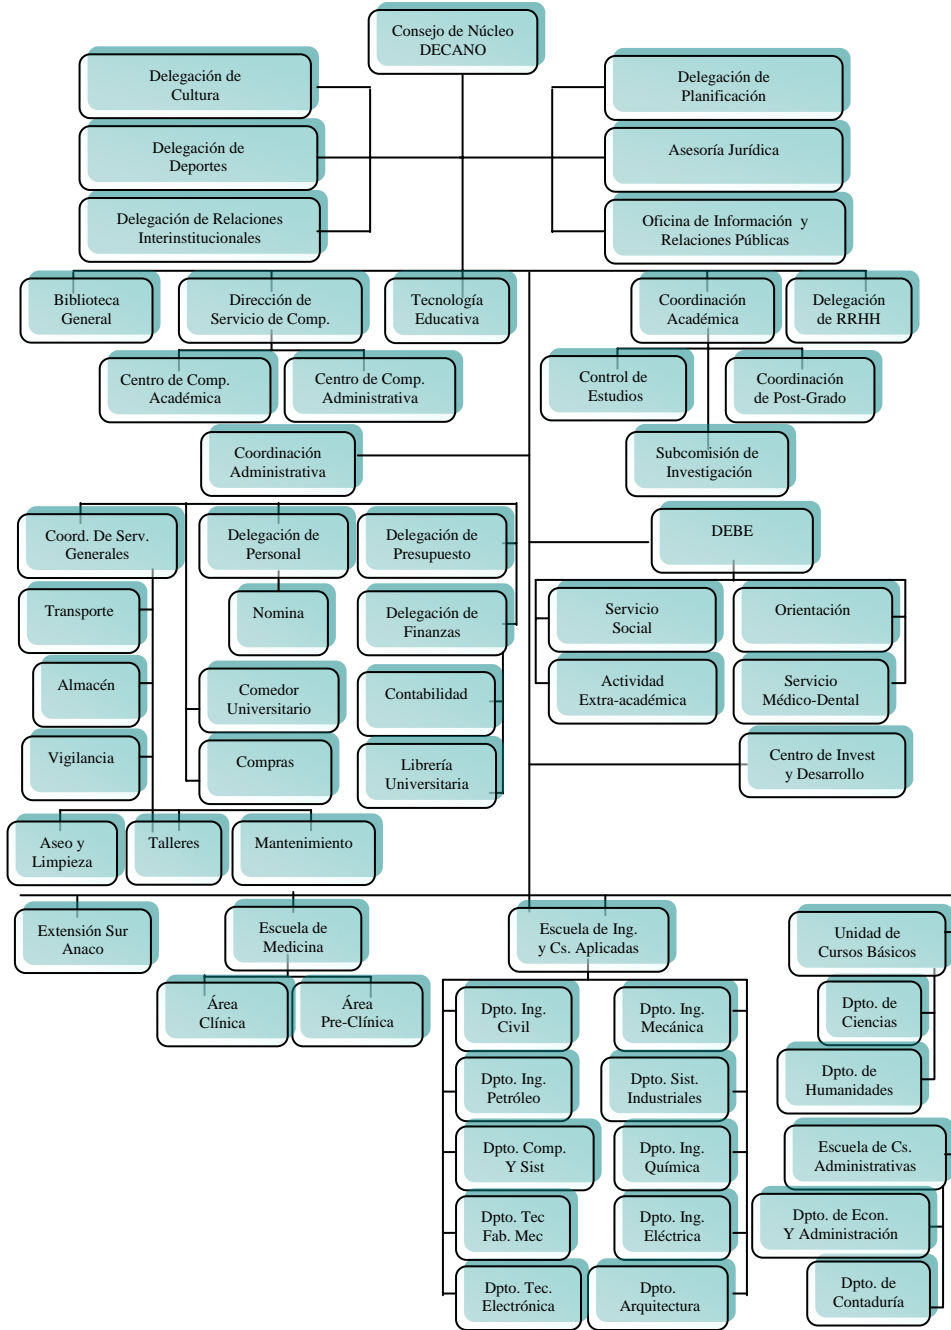 Consejo de Núcleo
DECANO
Delegación de
Cultura
Delegación de
Planificación
Delegación de
Deportes
Asesoría Jurídica
Delegación de Relaciones
Interinstitucionales
Oficina de Información y
Relaciones Públicas
Biblioteca
General
Dirección de
Servicio de Comp.
Tecnología
Educativa
Coordinación
Académica
Delegación
de RRHH
Centro de Comp.
Académica
Centro de Comp.
Administrativa
Control de
Estudios
Coordinación
de Post-Grado
Coordinación
Administrativa
Subcomisión de
Investigación
Coord. De Serv.
Generales
Delegación de
Personal
Delegación de
Presupuesto
DEBE
Transporte
Nomina
Delegación de
Finanzas
Servicio
Social
Orientación
Almacén
Comedor
Universitario
Contabilidad
Actividad
Extra-académica
Servicio
Médico-Dental
Vigilancia
Compras
Librería
Universitaria
Centro de Invest
y Desarrollo
Aseo y
Limpieza
Talleres
Mantenimiento
Extensión Sur
Anaco
Escuela de
Medicina
Escuela de Ing.
y Cs. Aplicadas
Unidad de
Cursos Básicos
Área
Clínica
Área
Pre-Clínica
Dpto. Ing.
Civil
Dpto. Ing.
Mecánica
Dpto. de
Ciencias
Dpto. Ing.
Petróleo
Dpto. Sist.
Industriales
Dpto. de
Humanidades
Dpto. Comp.
Y Sist
Dpto. Ing.
Química
Escuela de Cs.
Administrativas
Dpto. Tec
Fab. Mec
Dpto. Ing.
Eléctrica
Dpto. de Econ.
Y Administración
Dpto. Tec.
Electrónica
Dpto.
Arquitectura
Dpto. de
Contaduría